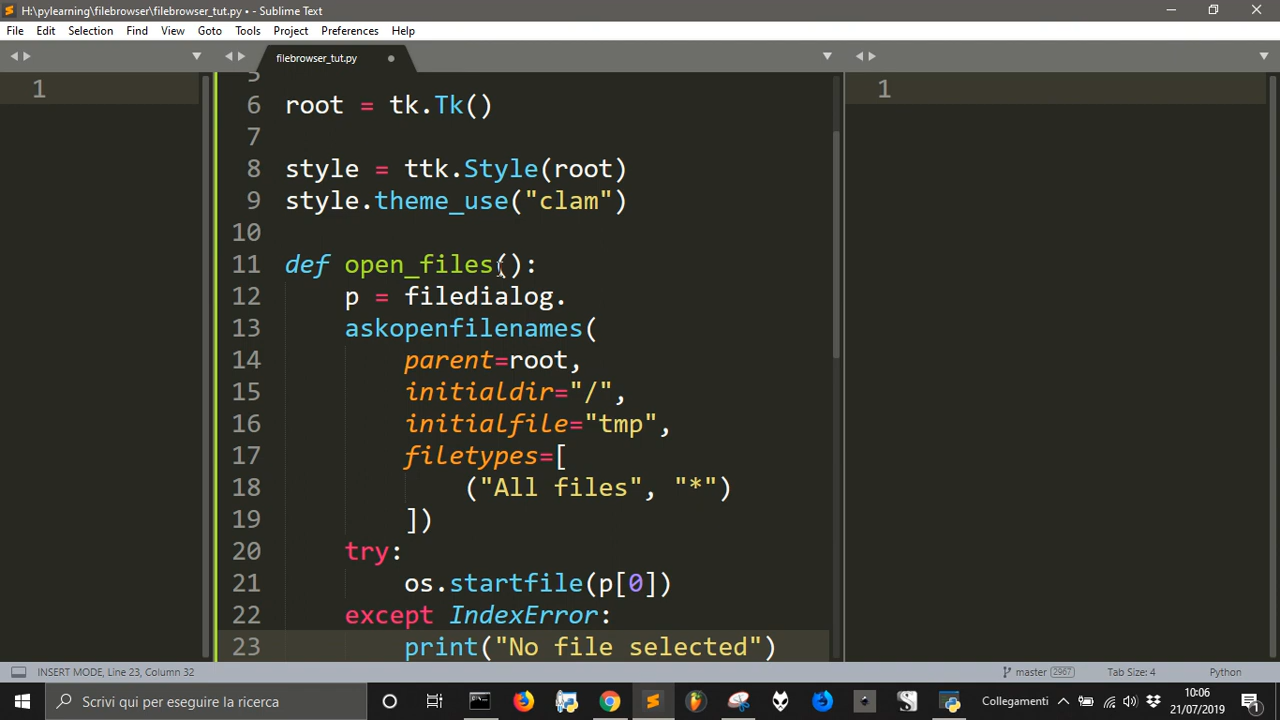 H:\pylearning\filebrowser\filebrowser_tut.py • - Sublime Text
File Edit Selection Find View Goto Tools Project Preferences Help
filebrowser_tut.py
1
1
5
6 root = tk.Tk()
7
8 style = ttk.Style(root)
9 style.theme_use("clam")
10
11 def open_files():
12 p = filedialog.
13 askopenfilenames(
14 parent=root,
15 initialdir="/",
16 initialfile="tmp",
17 filetypes=[
18 ("All files", "*")
19 ])
20 try:
21 os.startfile(p[0])
22 except IndexError:
23 print("No file selected")
INSERT MODE, Line 23, Column 32
master 2967 Tab Size: 4 Python
Scrivi qui per eseguire la ricerca
Collegamenti
10:06
21/07/2019
1